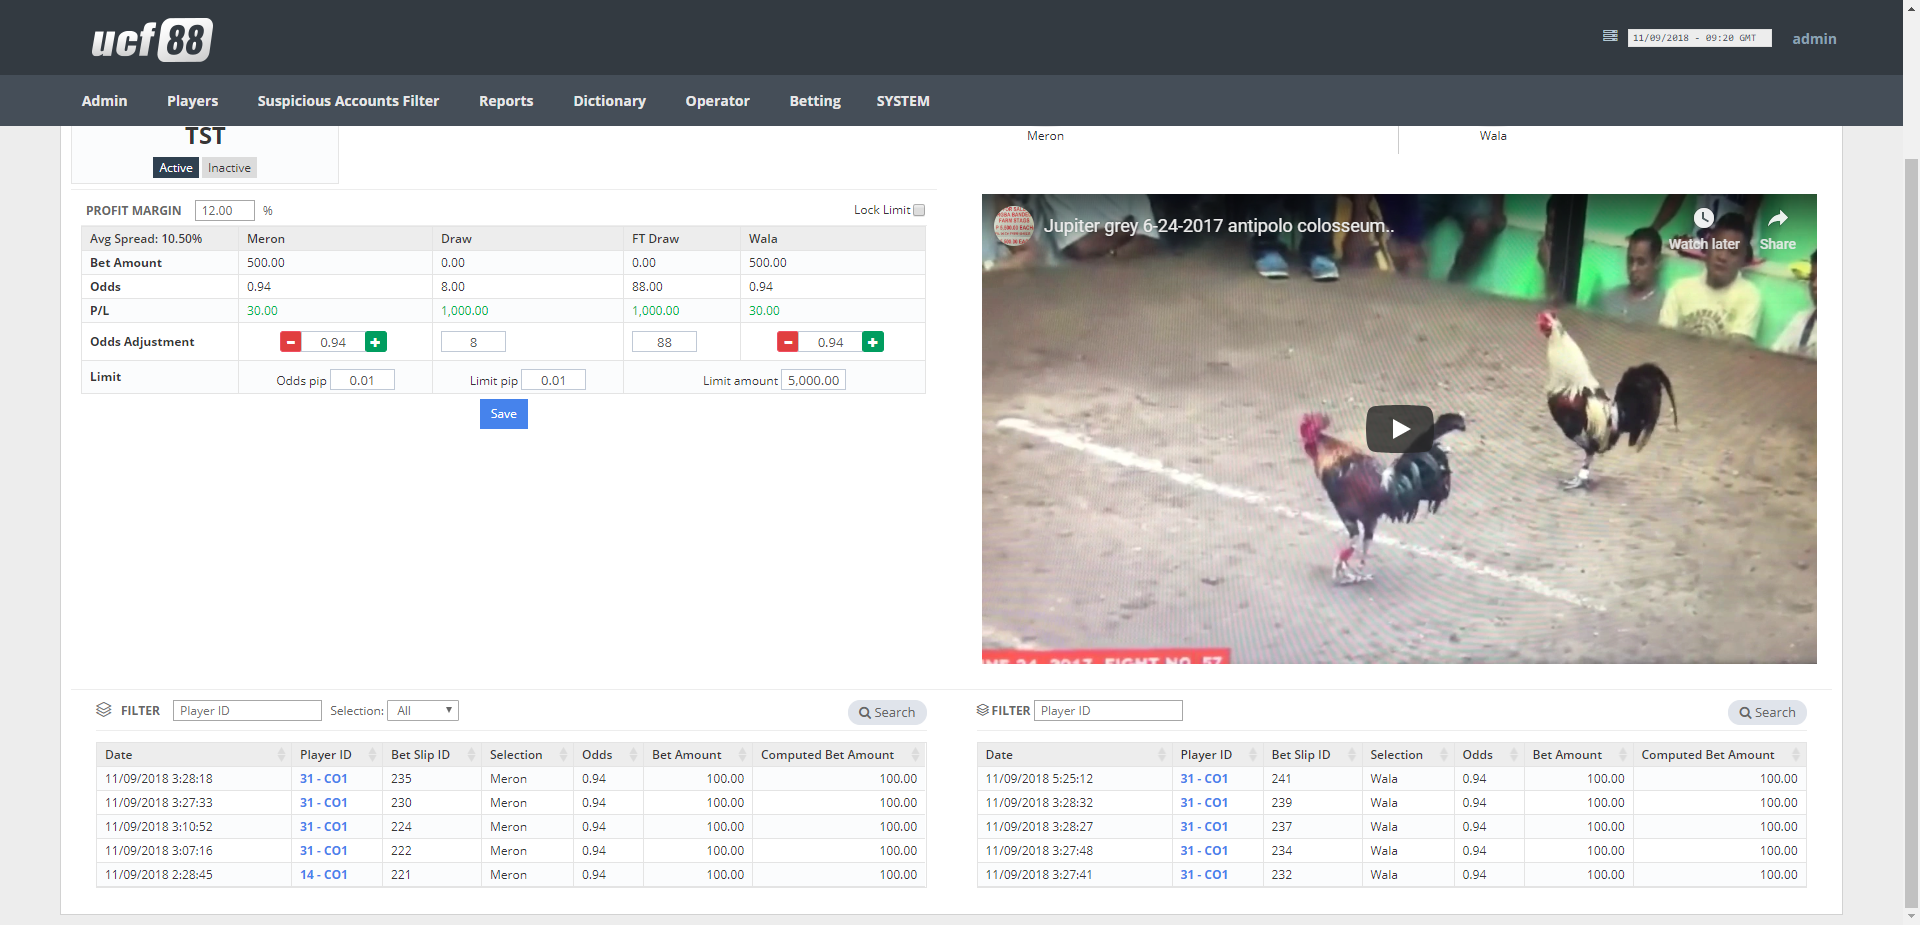 ucf88
11/09/2018 - 09:20 GMT
admin
Admin Players Suspicious Accounts Filter Reports Dictionary Operator Betting SYSTEM
TST
Active Inactive
Meron Wala
PROFIT MARGIN 12.00 % Lock Limit
Avg Spread: 10.50% Meron Draw FT Draw Wala
Bet Amount 500.00 0.00 0.00 500.00
Odds 0.94 8.00 88.00 0.94
P/L 30.00 1,000.00 1,000.00 30.00
Odds Adjustment 0.94 8 88 0.94
Limit Odds pip 0.01 Limit pip 0.01 Limit amount 5,000.00
Save
Jupiter grey 6-24-2017 antipolo colosseum..
Watch later Share
24, 2017 FIGHT NO. 57
FILTER Player ID Selection: All Search
Date Player ID Bet Slip ID Selection Odds Bet Amount Computed Bet Amount
11/09/2018 3:28:18 31 - CO1 235 Meron 0.94 100.00 100.00
11/09/2018 3:27:33 31 - CO1 230 Meron 0.94 100.00 100.00
11/09/2018 3:10:52 31 - CO1 224 Meron 0.94 100.00 100.00
11/09/2018 3:07:16 31 - CO1 222 Meron 0.94 100.00 100.00
11/09/2018 2:28:45 14 - CO1 221 Meron 0.94 100.00 100.00
FILTER Player ID Search
Date Player ID Bet Slip ID Selection Odds Bet Amount Computed Bet Amount
11/09/2018 5:25:12 31 - CO1 241 Wala 0.94 100.00 100.00
11/09/2018 3:28:32 31 - CO1 239 Wala 0.94 100.00 100.00
11/09/2018 3:28:27 31 - CO1 237 Wala 0.94 100.00 100.00
11/09/2018 3:27:48 31 - CO1 234 Wala 0.94 100.00 100.00
11/09/2018 3:27:41 31 - CO1 232 Wala 0.94 100.00 100.00